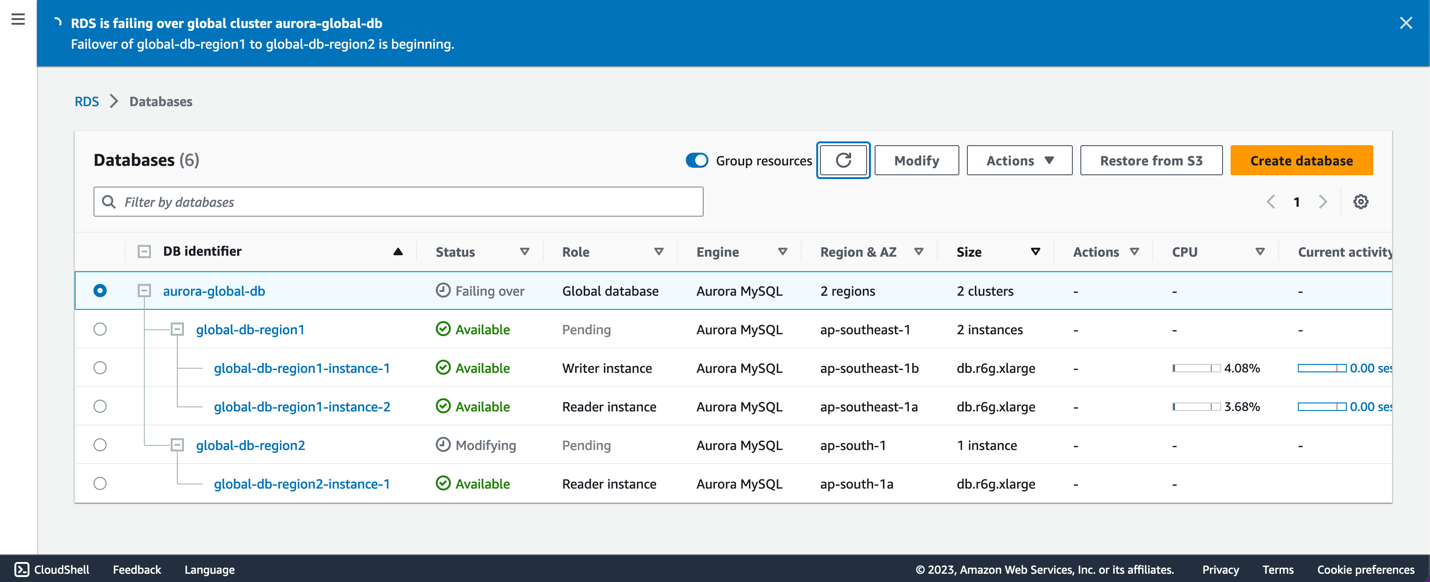 RDS is failing over global cluster aurora-global-db
Failover of global-db-region1 to global-db-region2 is beginning.
RDS Databases
Databases (6) Group resources Modify Actions Restore from S3 Create database
Filter by databases 1
DB identifier Status Role Engine Region & AZ Size Actions CPU Current activity
aurora-global-db Failing over Global database Aurora MySQL 2 regions 2 clusters - - -
global-db-region1 Available Pending Aurora MySQL ap-southeast-1 2 instances - - -
global-db-region1-instance-1 Available Writer instance Aurora MySQL ap-southeast-1b db.r6g.xlarge - 4.08% 0.00 ses
global-db-region1-instance-2 Available Reader instance Aurora MySQL ap-southeast-1a db.r6g.xlarge - 3.68% 0.00 ses
global-db-region2 Modifying Pending Aurora MySQL ap-south-1 1 instance - - -
global-db-region2-instance-1 Available Reader instance Aurora MySQL ap-south-1a db.r6g.xlarge - -
CloudShell Feedback Language © 2023, Amazon Web Services, Inc. or its affiliates. Privacy Terms Cookie preferences